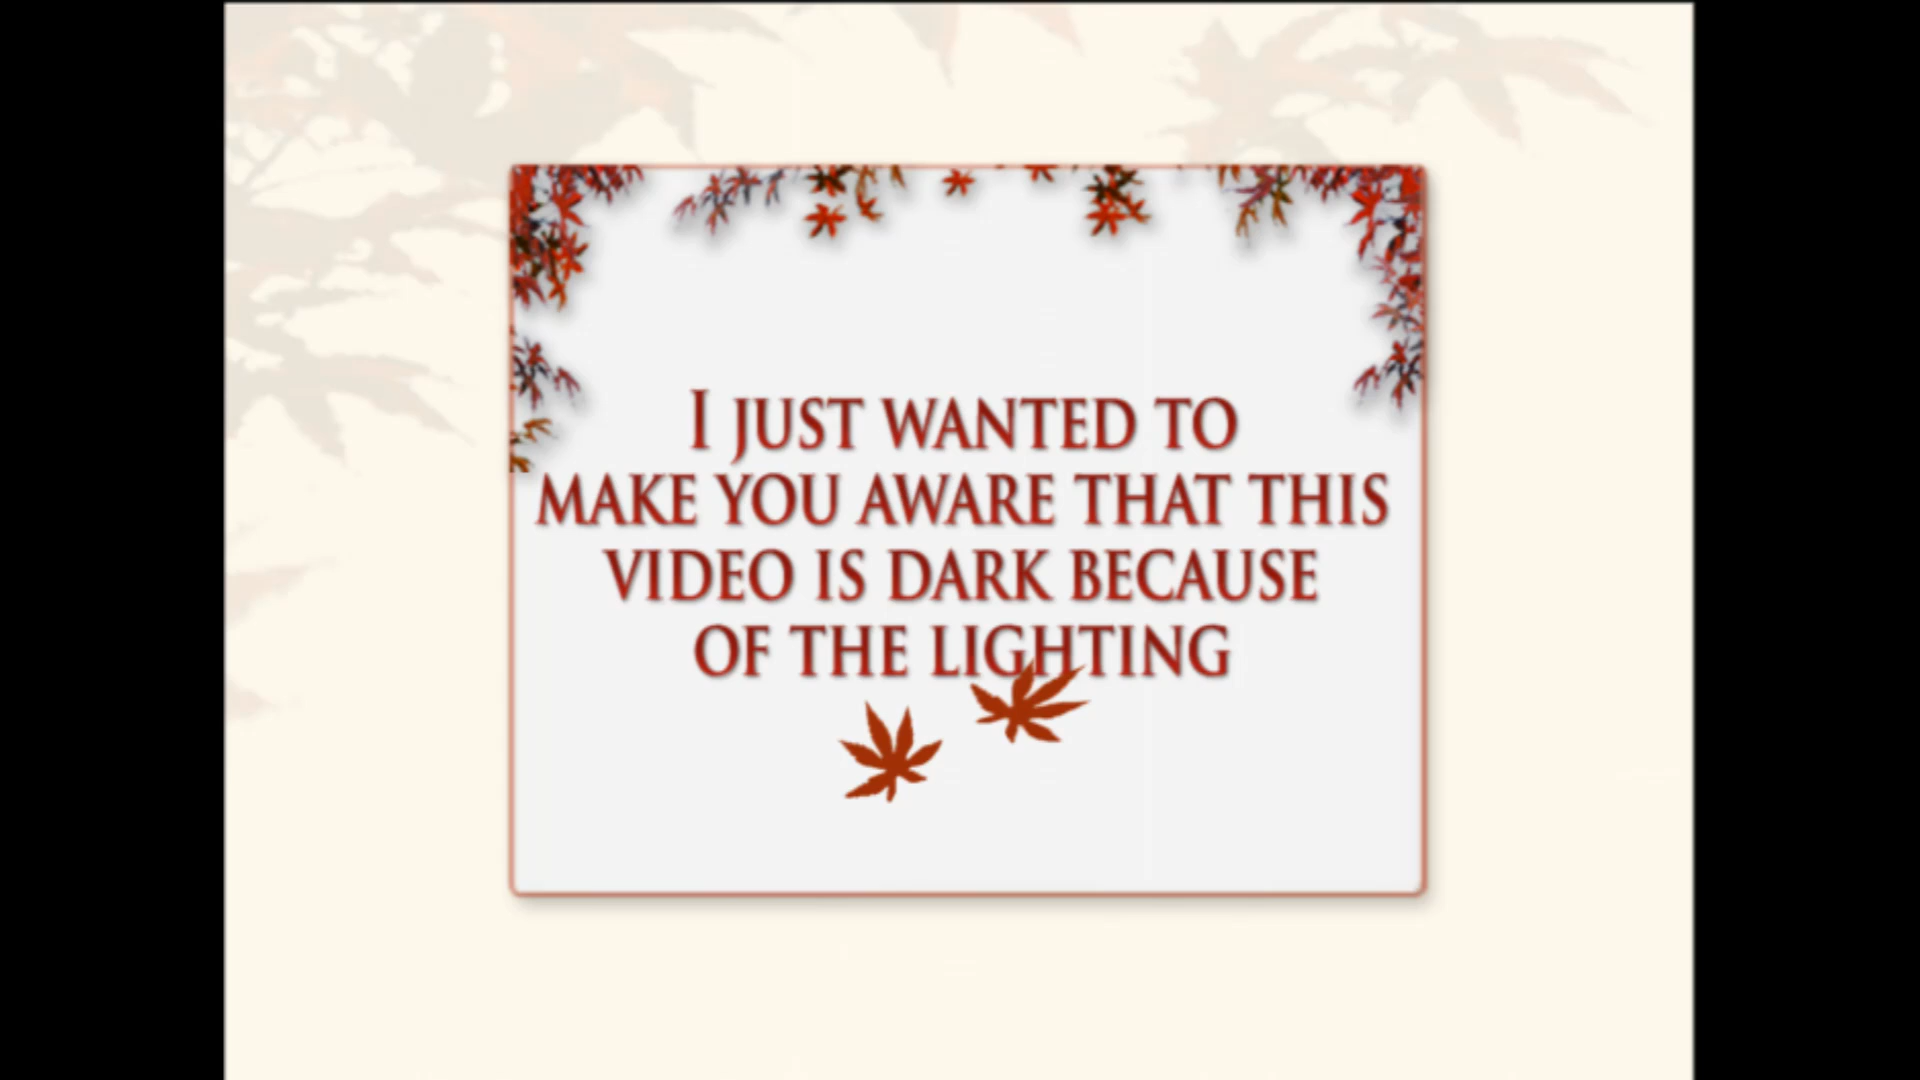 I JUST WANTED TO
MAKE YOU AWARE THAT THIS
VIDEO IS DARK BECAUSE
OF THE LIGHTING